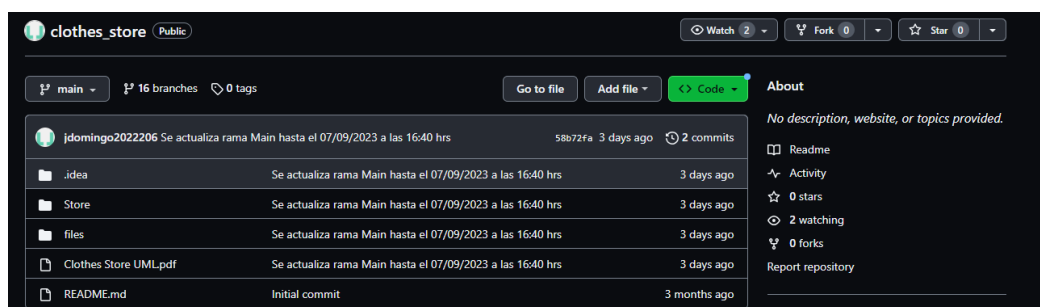 clothes_store Public
Watch 2 Fork 0 Star 0
main 16 branches 0 tags Go to file Add file <> Code
jdomingo2022206 Se actualiza rama Main hasta el 07/09/2023 a las 16:40 hrs 58b72fa 3 days ago 2 commits
.idea Se actualiza rama Main hasta el 07/09/2023 a las 16:40 hrs 3 days ago
Store Se actualiza rama Main hasta el 07/09/2023 a las 16:40 hrs 3 days ago
files Se actualiza rama Main hasta el 07/09/2023 a las 16:40 hrs 3 days ago
Clothes Store UML.pdf Se actualiza rama Main hasta el 07/09/2023 a las 16:40 hrs 3 days ago
README.md Initial commit 3 months ago
About
No description, website, or topics provided.
Readme
Activity
0 stars
2 watching
0 forks
Report repository